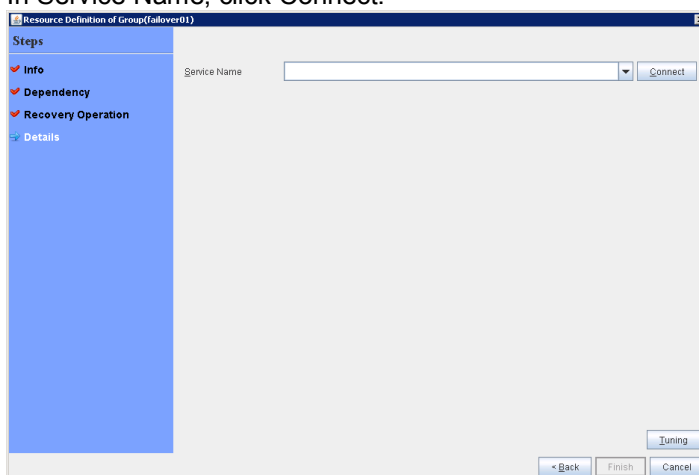 In Service Name, click Connect.
Resource Definition of Group(failover01)
Steps
Info
Dependency
Recovery Operation
Details
Service Name
Connect
Tuning
< Back Finish Cancel